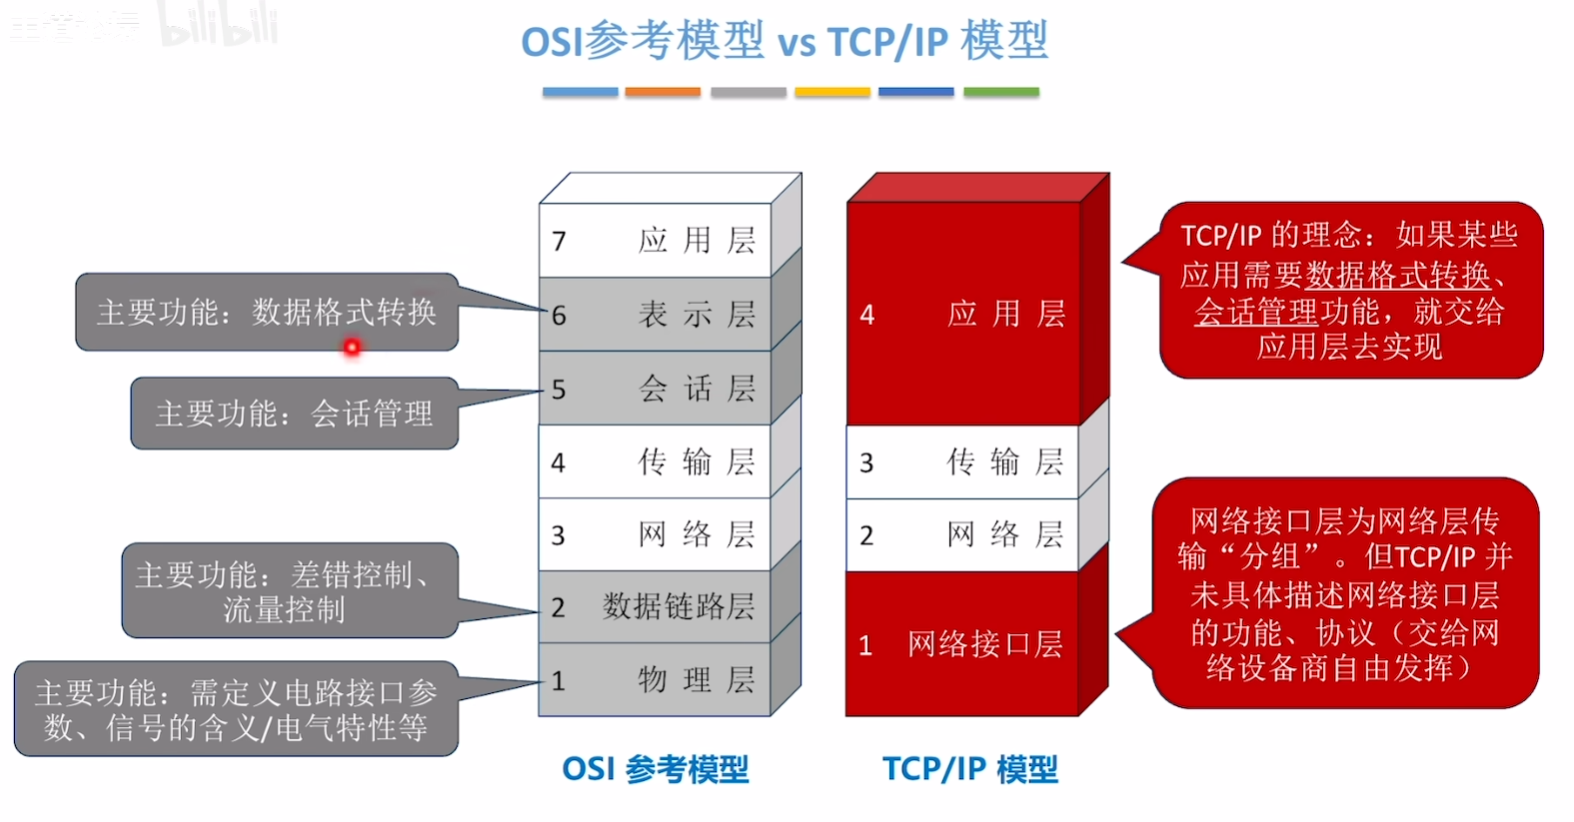 bilibili
OSI参考模型 vs TCP/IP 模型
7 应用层
6 表示层
5 会话层
4 传输层
3 网络层
2 数据链路层
1 物理层
OSI 参考模型
主要功能：数据格式转换
主要功能：会话管理
主要功能：差错控制、
流量控制
主要功能：需定义电路接口参
数、信号的含义/电气特性等
4 应用层
3 传输层
2 网络层
1 网络接口层
TCP/IP 模型
TCP/IP 的理念：如果某些
应用需要数据格式转换、
会话管理功能，就交给
应用层去实现
网络接口层为网络层传
输“分组”。但TCP/IP 并
未具体描述网络接口层
的功能、协议（交给网
络设备商自由发挥）